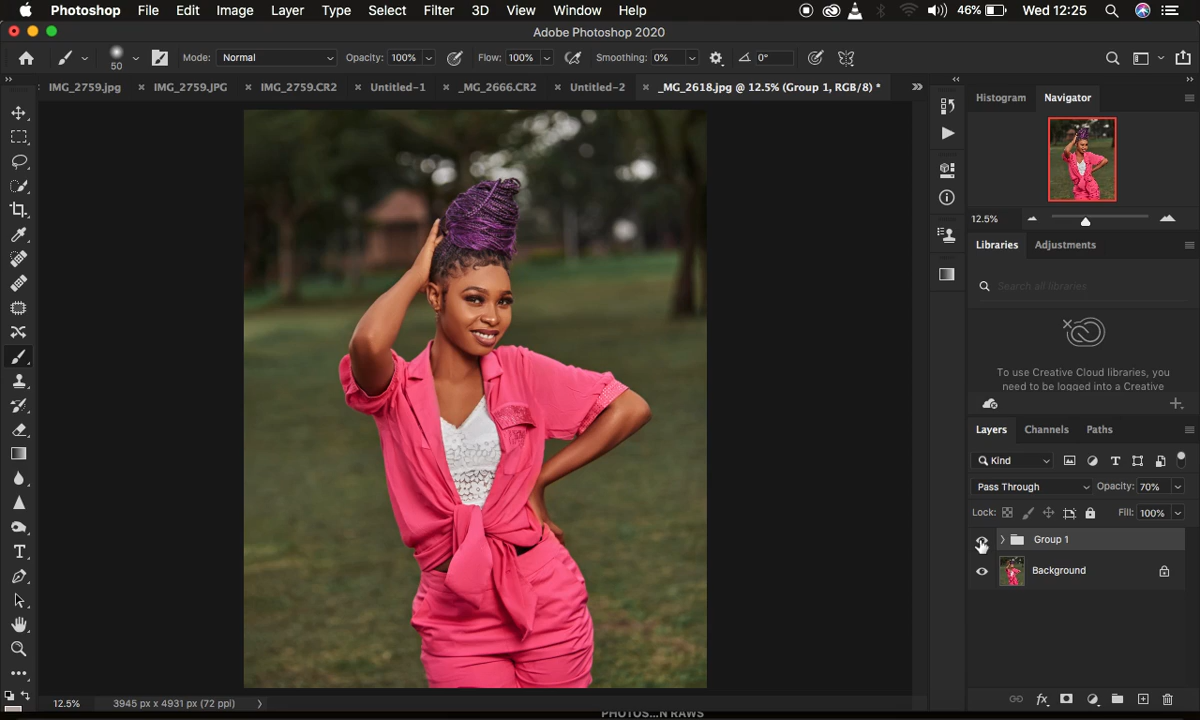 Photoshop File Edit Image Layer Type Select Filter 3D View Window Help 46% Wed 12:25
Adobe Photoshop 2020
50 Mode: Normal Opacity: 100% Flow: 100% Smoothing: 0% 0°
IMG_2759.jpg × IMG_2759.JPG × IMG_2759.CR2 × Untitled-1 × _MG_2666.CR2 × Untitled-2 × _MG_2618.jpg @ 12.5% (Group 1, RGB/8) *
Histogram Navigator
12.5%
Libraries Adjustments
Search all libraries
To use Creative Cloud libraries, you
need to be logged into a Creative
Layers Channels Paths
Kind
Pass Through Opacity: 70%
Lock: Fill: 100%
Group 1
Background
12.5% 3945 px x 4931 px (72 ppi)
PHOTOS...N RAWS